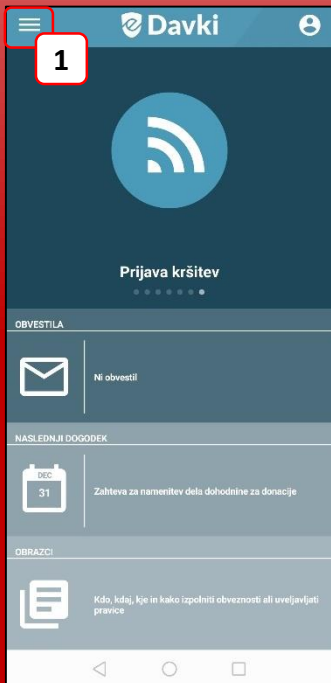 Davki
1
Prijava kršitev
OBVESTILA
Ni obvestil
NASLEDNJI DOGODEK
DEC
31
Zahteva za namenitev dela dohodnine za donacije
OBRAZCI
Kdo, kdaj, kje in kako izpolniti obveznosti ali uveljavljati
pravice